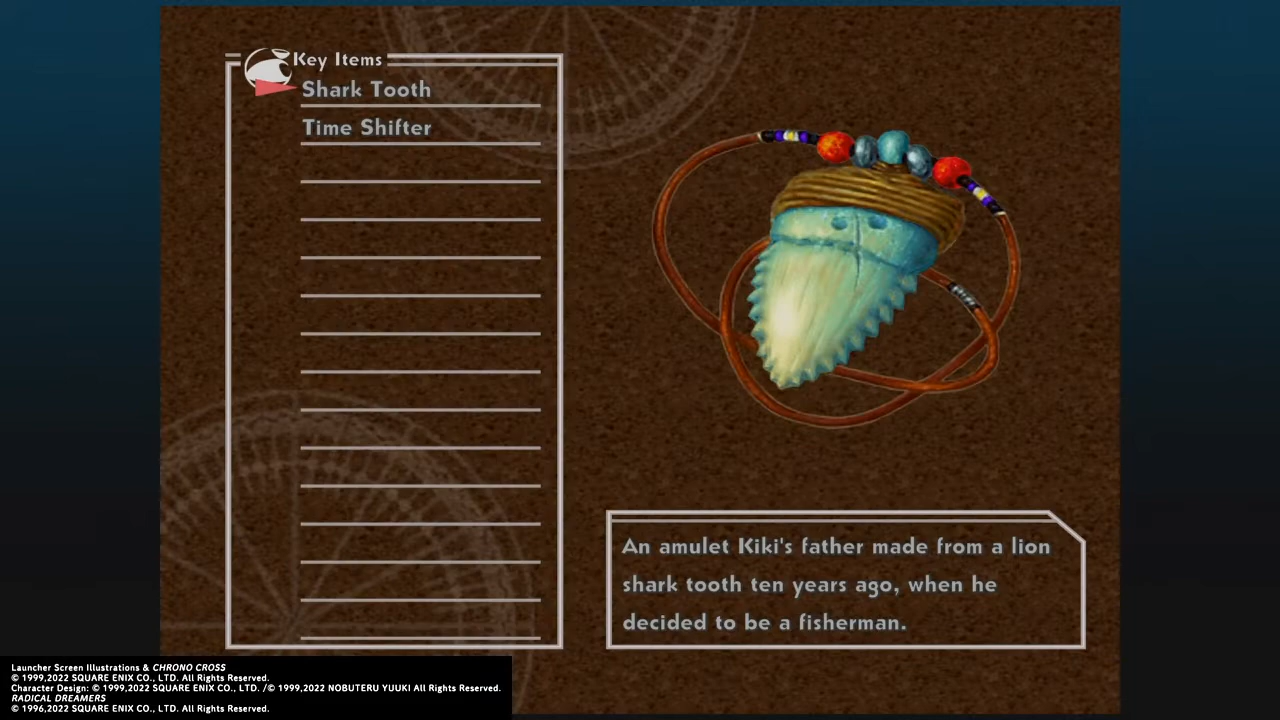 Key Items
Shark Tooth
Time Shifter
An amulet Kiki's father made from a lion
shark tooth ten years ago, when he
decided to be a fisherman.
Launcher Screen Illustrations & CHRONO CROSS
© 1999,2022 SQUARE ENIX CO., LTD. All Rights Reserved.
Character Design: © 1999,2022 SQUARE ENIX CO., LTD. /© 1999,2022 NOBUTERU YUUKI All Rights Reserved.
RADICAL DREAMERS
© 1996,2022 SQUARE ENIX CO., LTD. All Rights Reserved.